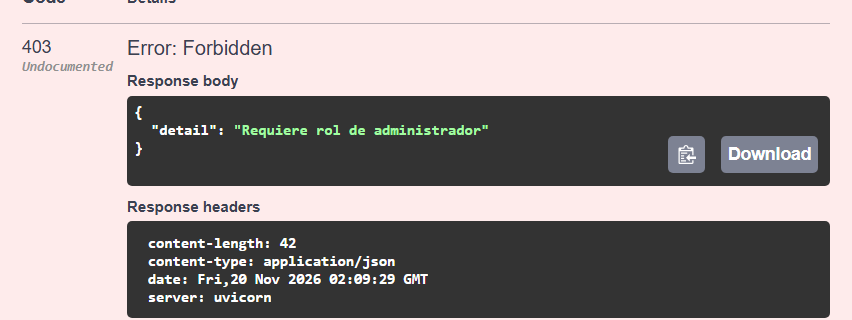 Code Details
403 Error: Forbidden
Undocumented
Response body
{
"detail": "Requiere rol de administrador"
}
Download
Response headers
content-length: 42
content-type: application/json
date: Fri,20 Nov 2026 02:09:29 GMT
server: uvicorn